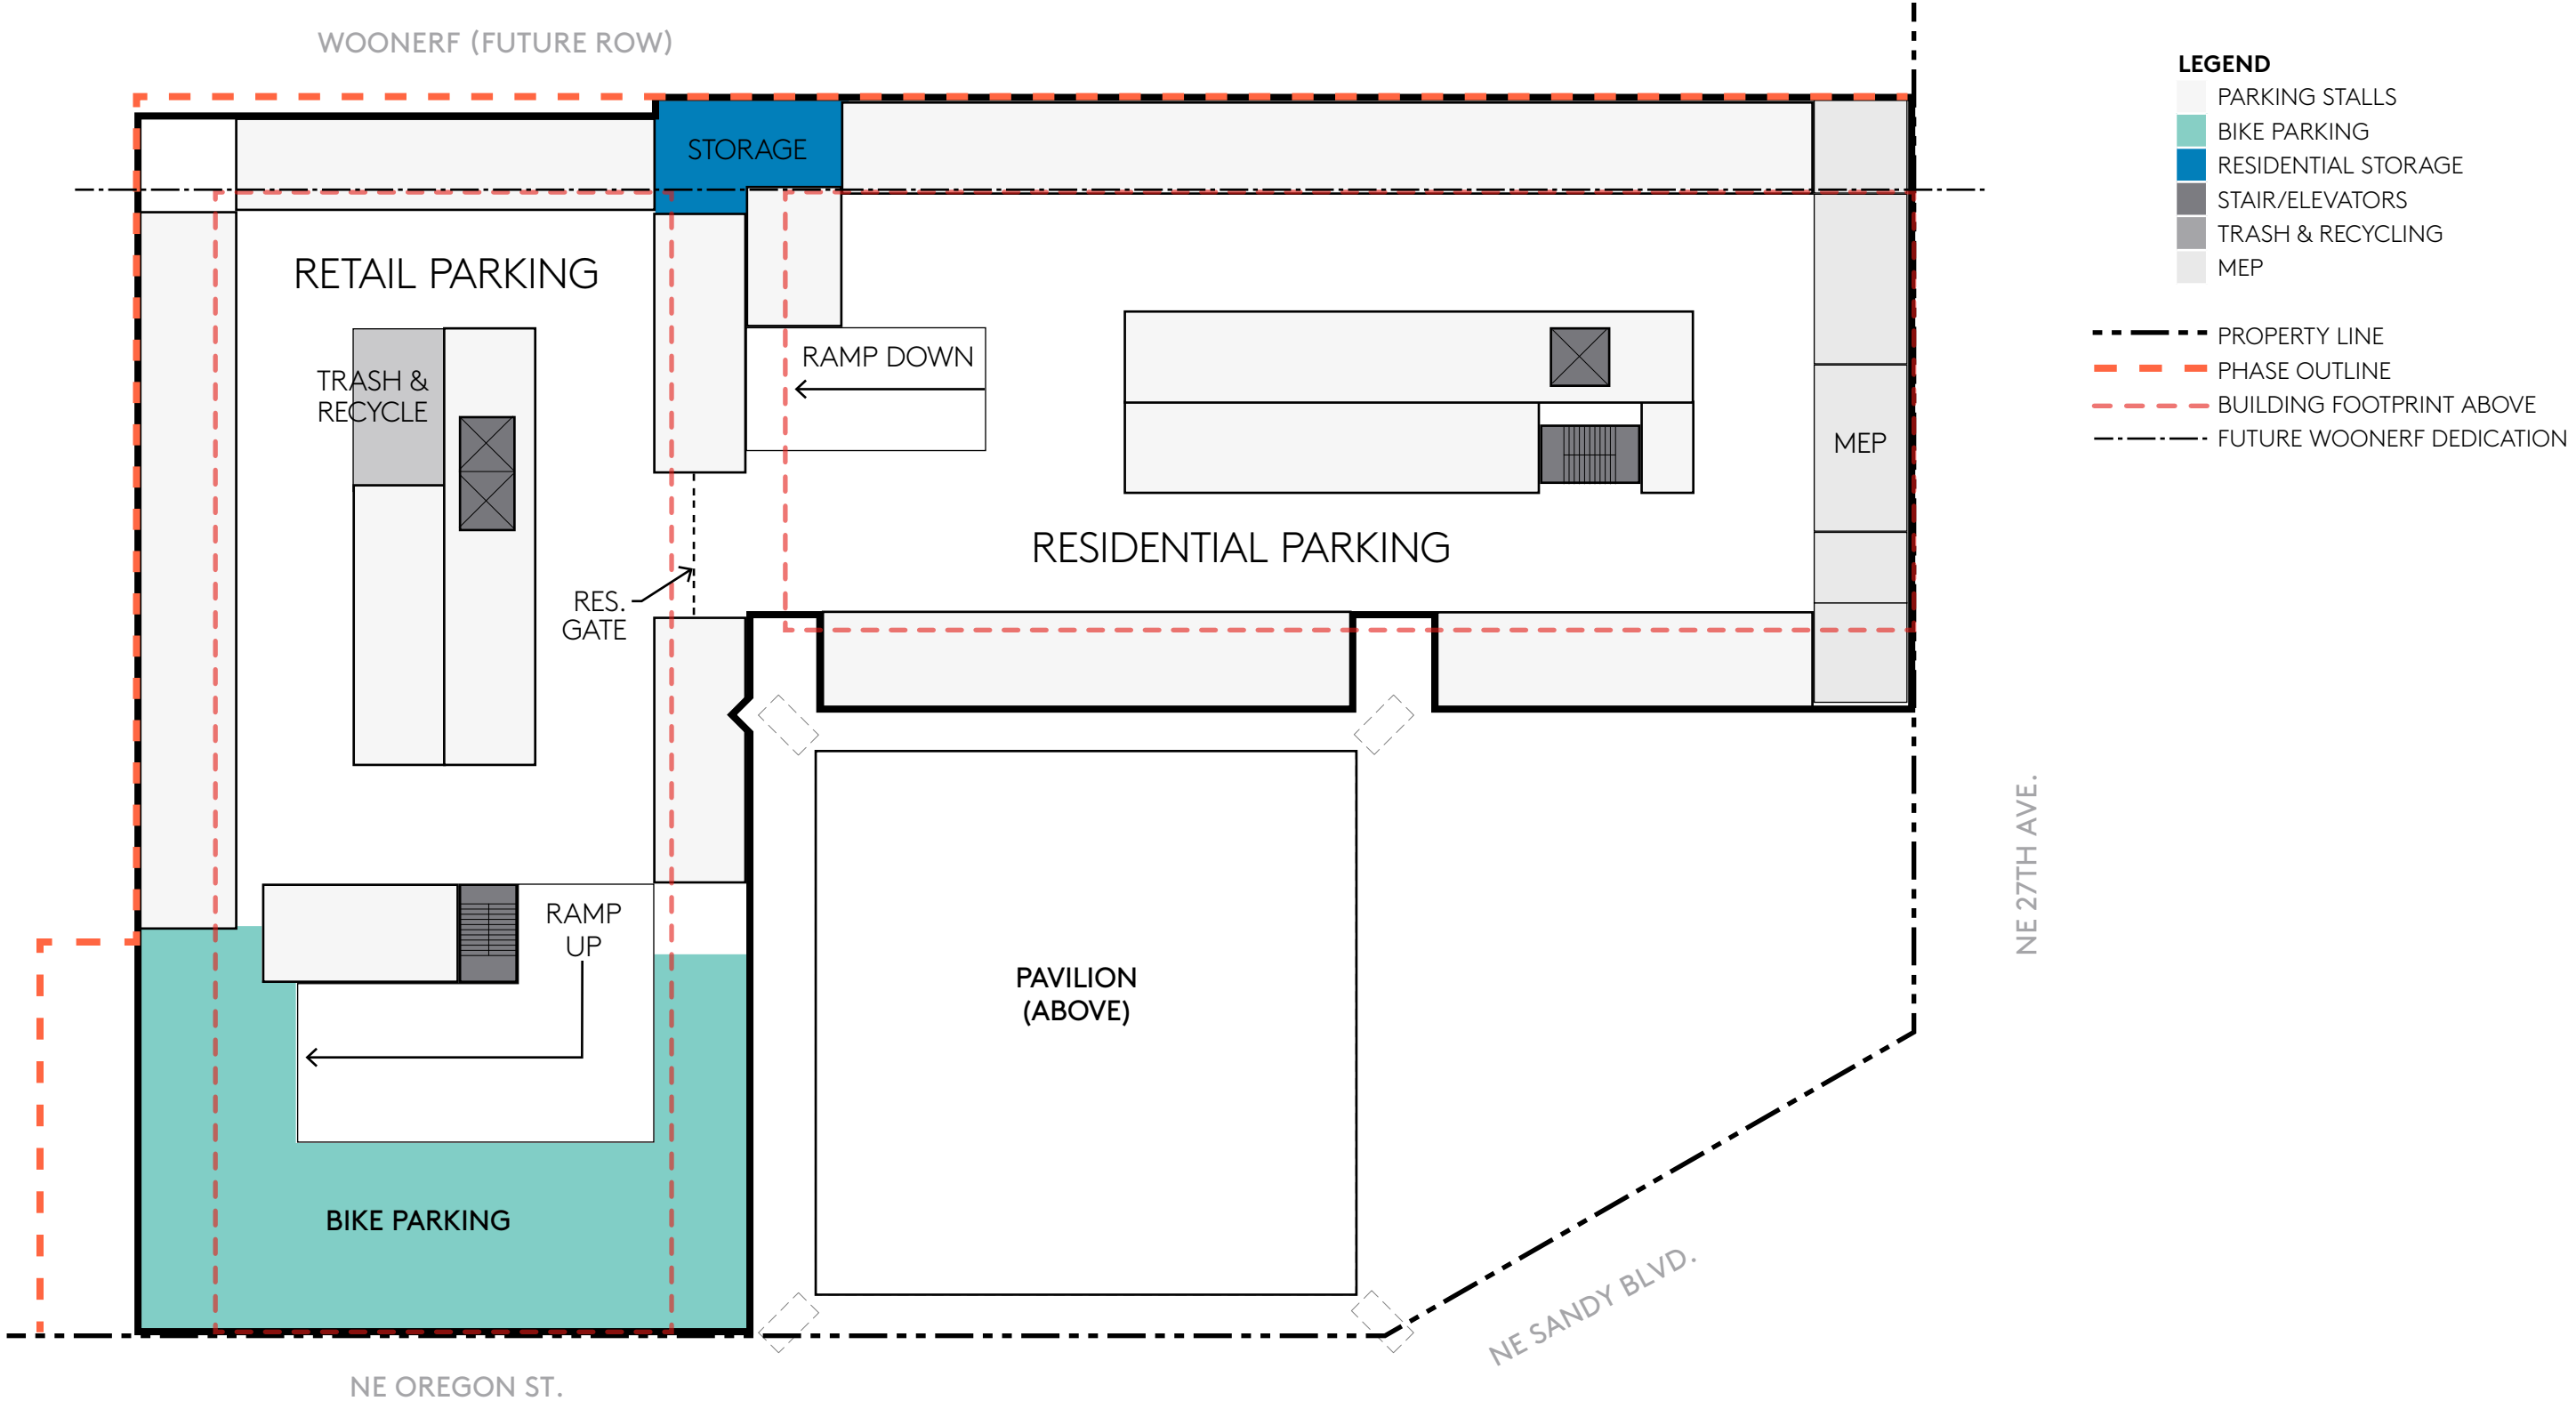 WOONERF (FUTURE ROW)
STORAGE
RETAIL PARKING
TRASH &
RECYCLE
RAMP DOWN
MEP
RESIDENTIAL PARKING
RES.
GATE
RAMP
UP
PAVILION
(ABOVE)
BIKE PARKING
NE OREGON ST.
NE SANDY BLVD.
NE 27TH AVE.
LEGEND
PARKING STALLS
BIKE PARKING
RESIDENTIAL STORAGE
STAIR/ELEVATORS
TRASH & RECYCLING
MEP
PROPERTY LINE
PHASE OUTLINE
BUILDING FOOTPRINT ABOVE
FUTURE WOONERF DEDICATION